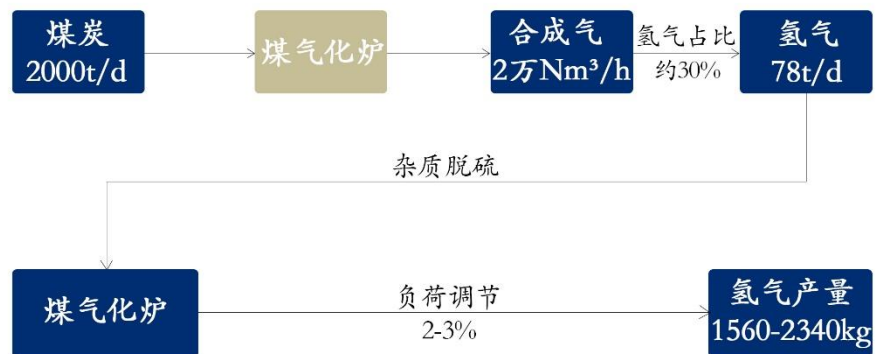 煤炭
2000t/d
煤气化炉
合成气
2万Nm³/h
氢气占比
约30%
氢气
78t/d
杂质脱硫
煤气化炉
负荷调节
2-3%
氢气产量
1560-2340kg